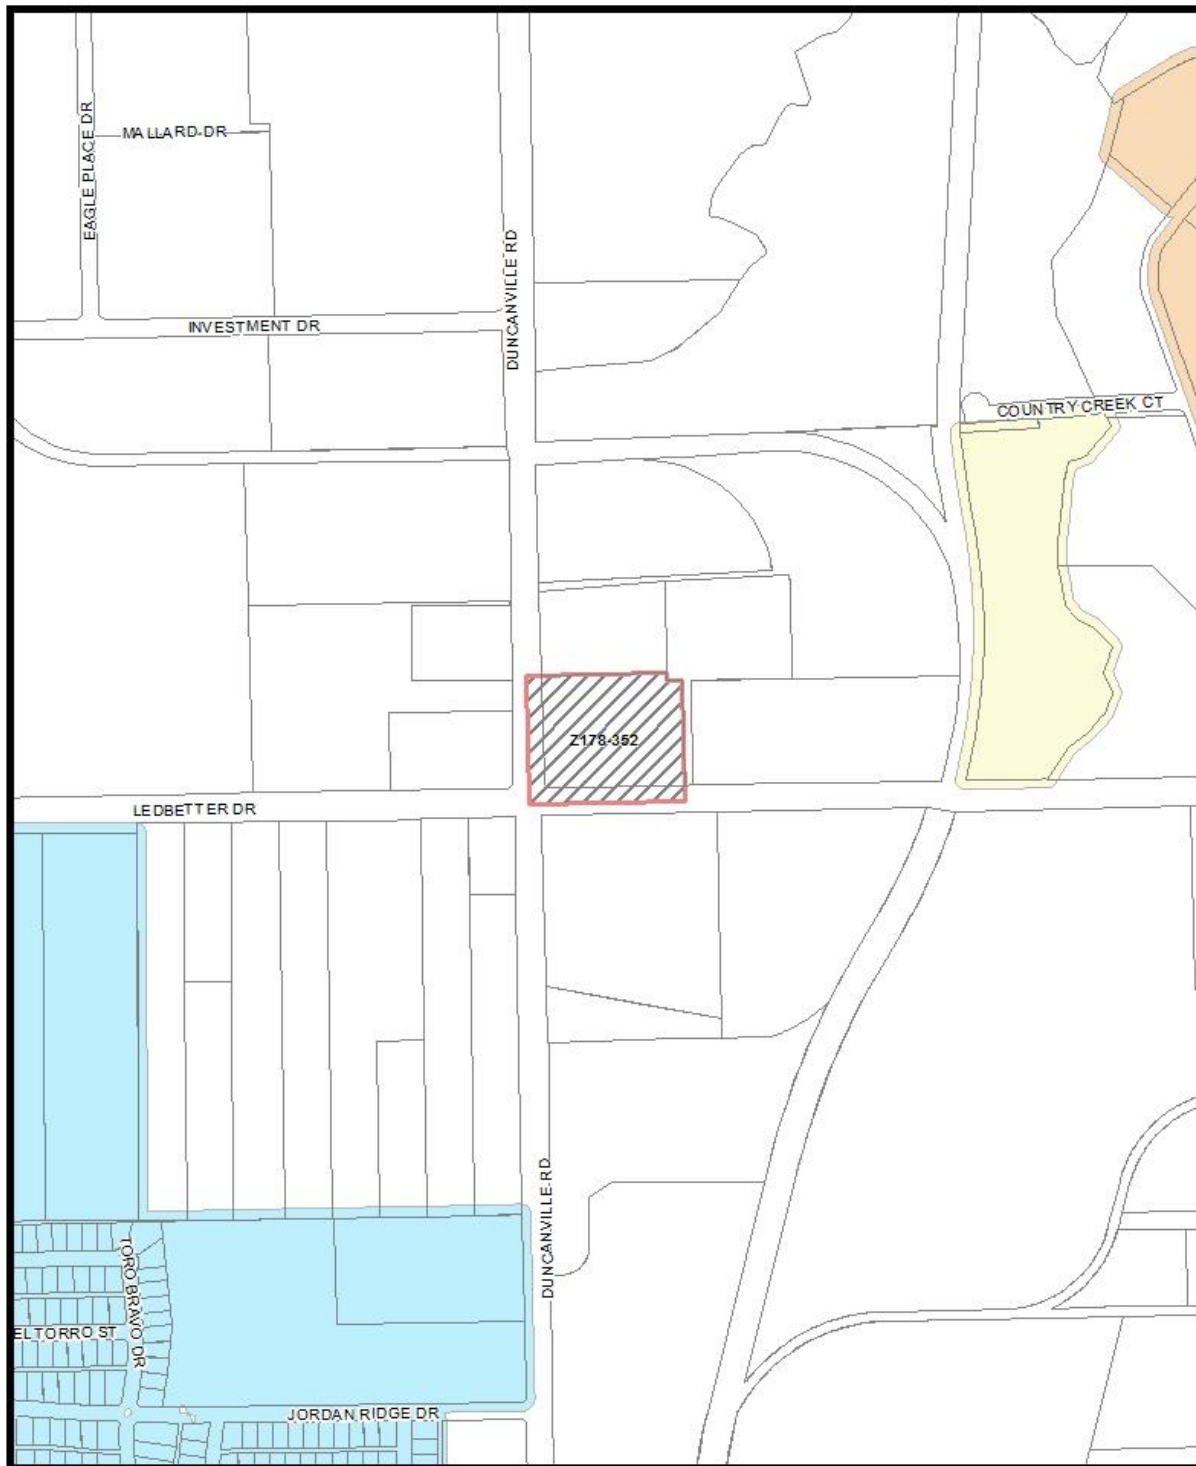 MALLARD DR
EAGLE PLACE DR
DUNCANVILLE RD
INVESTMENT DR
COUNTRY CREEK CT
Z178-352
LEDBETTER DR
DUNCANVILLE RD
TORO BRAVO DR
EL TORRO ST
JORDAN RIDGE DR